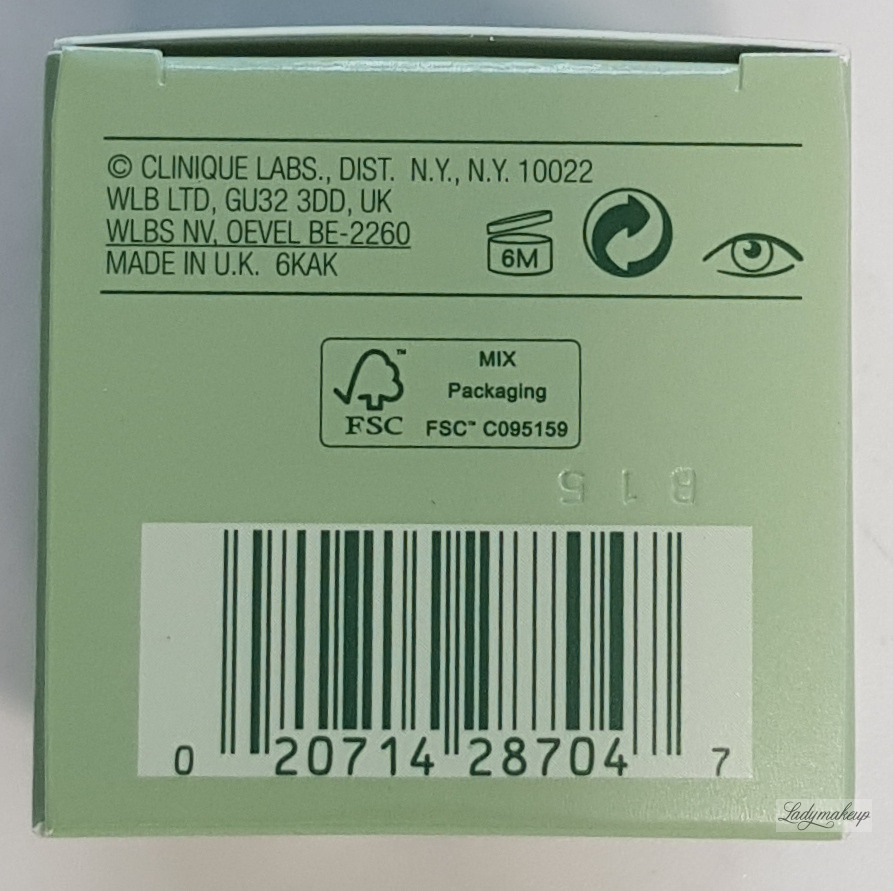 © CLINIQUE LABS., DIST. N.Y., N.Y. 10022
WLB LTD, GU32 3DD, UK
WLBS NV, OEVEL BE-2260
MADE IN U.K. 6KAK
6M
™
FSC
MIX
Packaging
FSC™ C095159
B15
0 20714 28704 7
Ladymakeup